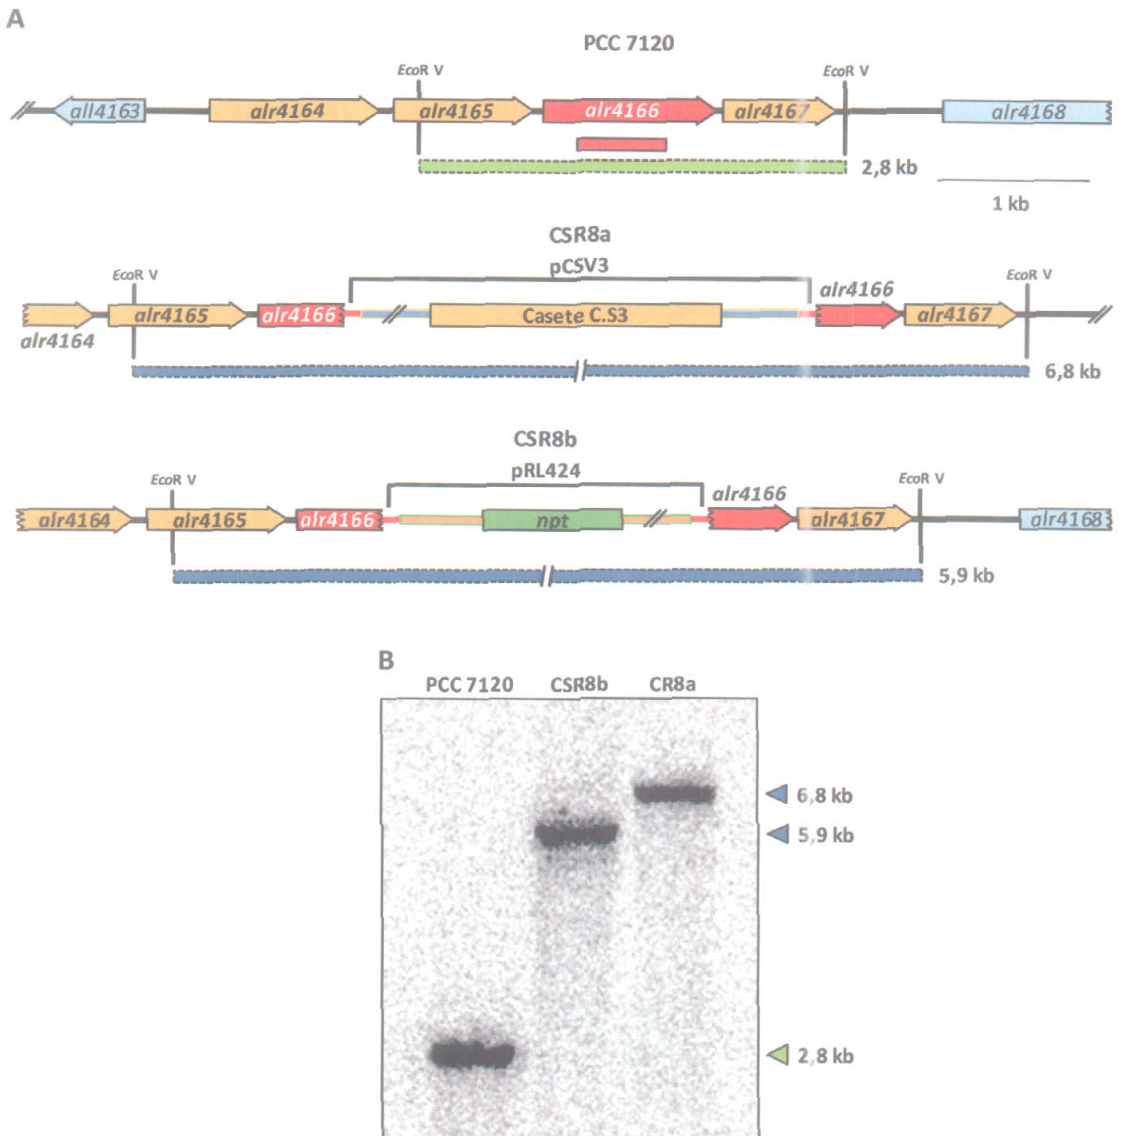 A
PCC 7120
EcoR V
EcoR V
all4163
alr4164
alr4165
alr4166
alr4167
alr4168
2,8 kb
1 kb
CSR8a
pCSV3
EcoR V
EcoR V
alr4166
alr4165
alr4166
Casete C.S3
alr4167
alr4164
6,8 kb
CSR8b
pRL424
EcoR V
EcoR V
alr4166
alr4164
alr4165
alr4166
npt
alr4167
alr4168
5,9 kb
B
PCC 7120 CSR8b CR8a
6,8 kb
5,9 kb
2,8 kb